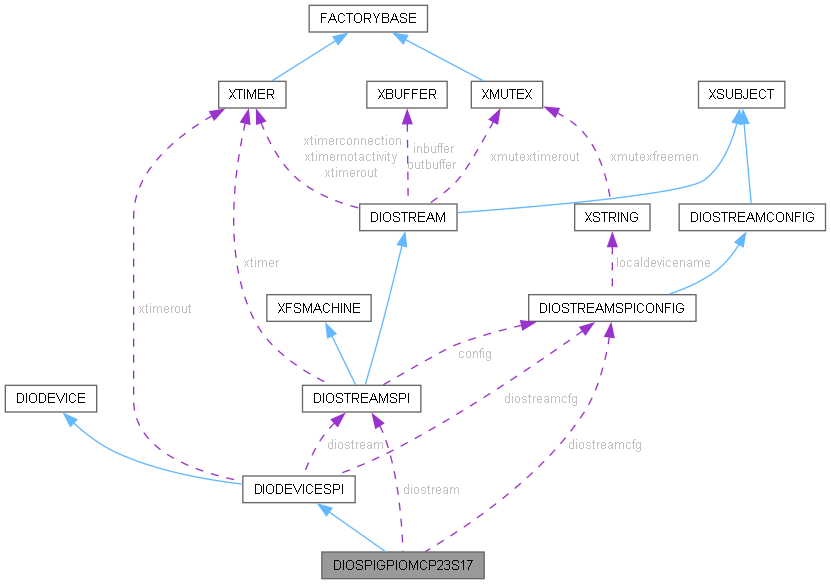 FACTORYBASE
XTIMER
XBUFFER
XMUTEX
XSUBJECT
xtimerconnection
xtimernotactivity
xtimerout
inbuffer
outbuffer
xmutextimerout
xmutexfreemen
DIOSTREAM
XSTRING
DIOSTREAMCONFIG
xtimer
localdevicename
xtimerout
XFSMACHINE
DIOSTREAMSPICONFIG
config
DIODEVICE
DIOSTREAMSPI
diostreamcfg
diostream
diostreamcfg
DIODEVICESPI
diostream
DIOSPIGPIOMCP23S17